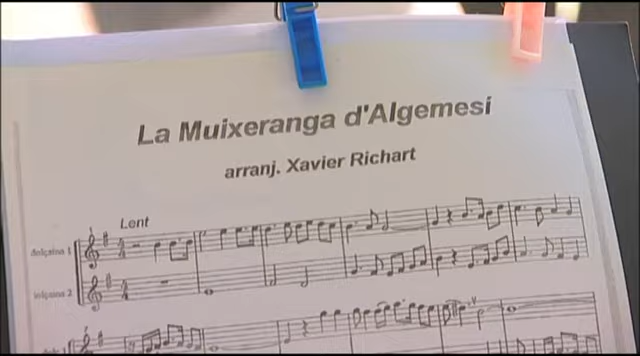 La Muixeranga d'Algemesi
arranj. Xavier Richart
Lent
dolçaina 1
dolçaina 2